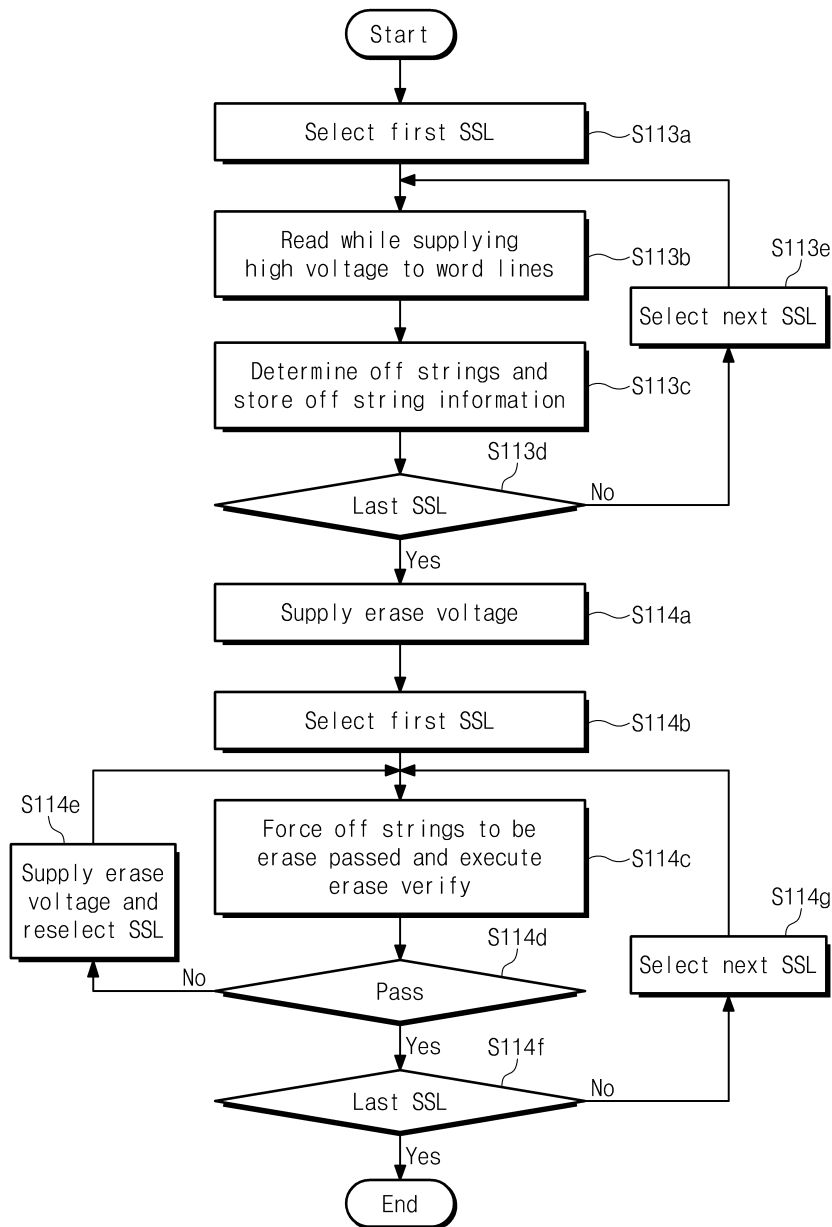 Start
Select first SSL
S113a
Read while supplying
high voltage to word lines
S113b
S113e
Select next SSL
Determine off strings and
store off string information
S113c
S113d
Last SSL
No
Yes
Supply erase voltage
S114a
Select first SSL
S114b
S114e
Supply erase
voltage and
reselect SSL
Force off strings to be
erase passed and execute
erase verify
S114c
S114g
Select next SSL
S114d
No
Pass
Yes
S114f
Last SSL
No
Yes
End